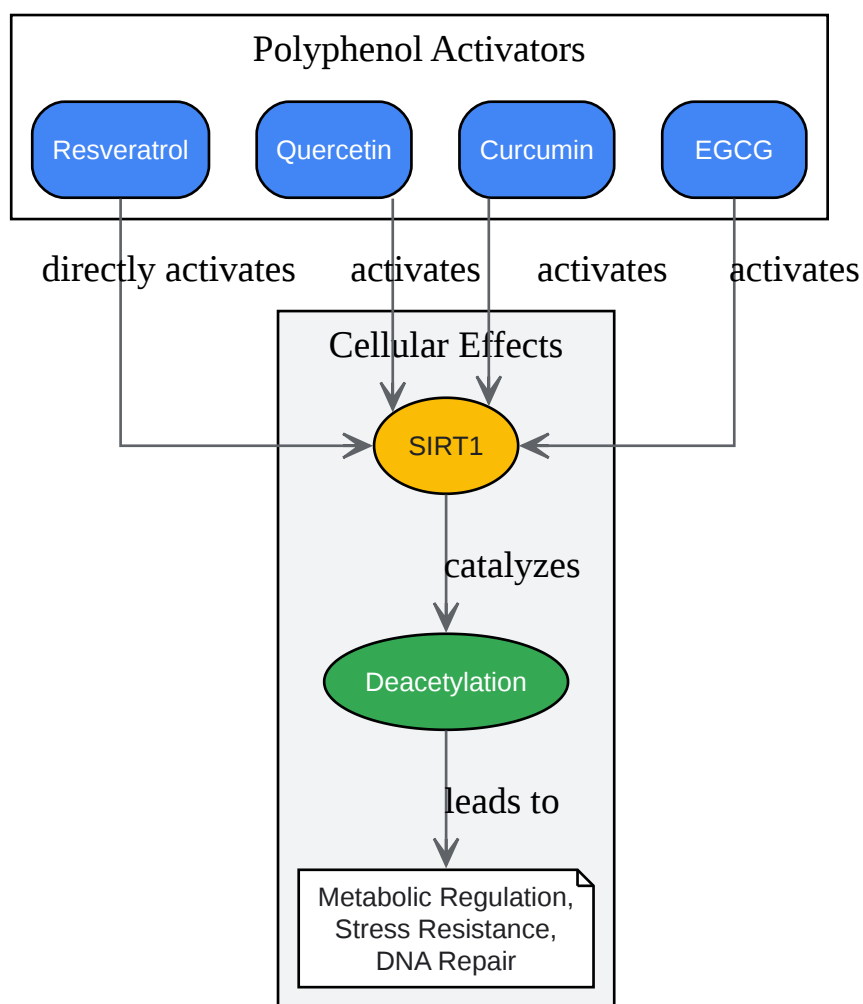 Polyphenol Activators
Resveratrol
Quercetin
Curcumin
EGCG
directly activates
activates
activates
activates
Cellular Effects
SIRT1
catalyzes
Deacetylation
leads to
Metabolic Regulation,
Stress Resistance,
DNA Repair